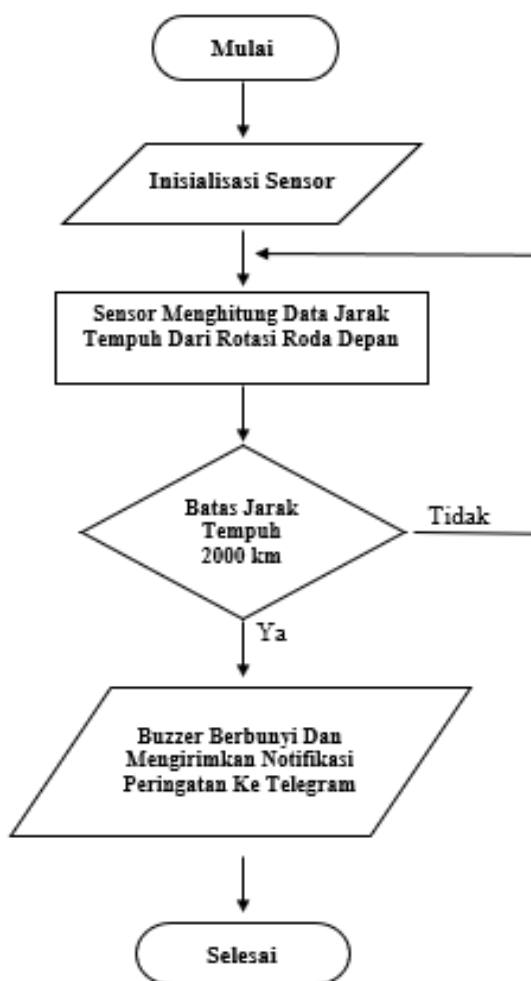 Mulai
Inisialisasi Sensor
Sensor Menghitung Data Jarak
Tempuh Dari Rotasi Roda Depan
Batas Jarak
Tempuh
2000 km
Tidak
Ya
Buzzer Berbunyi Dan
Mengirimkan Notifikasi
Peringatan Ke Telegram
Selesai